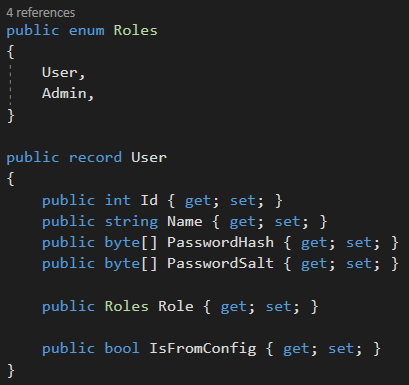 4 references
public enum Roles
{
    User,
    Admin,
}

public record User
{
    public int Id { get; set; }
    public string Name { get; set; }
    public byte[] PasswordHash { get; set; }
    public byte[] PasswordSalt { get; set; }

    public Roles Role { get; set; }

    public bool IsFromConfig { get; set; }
}